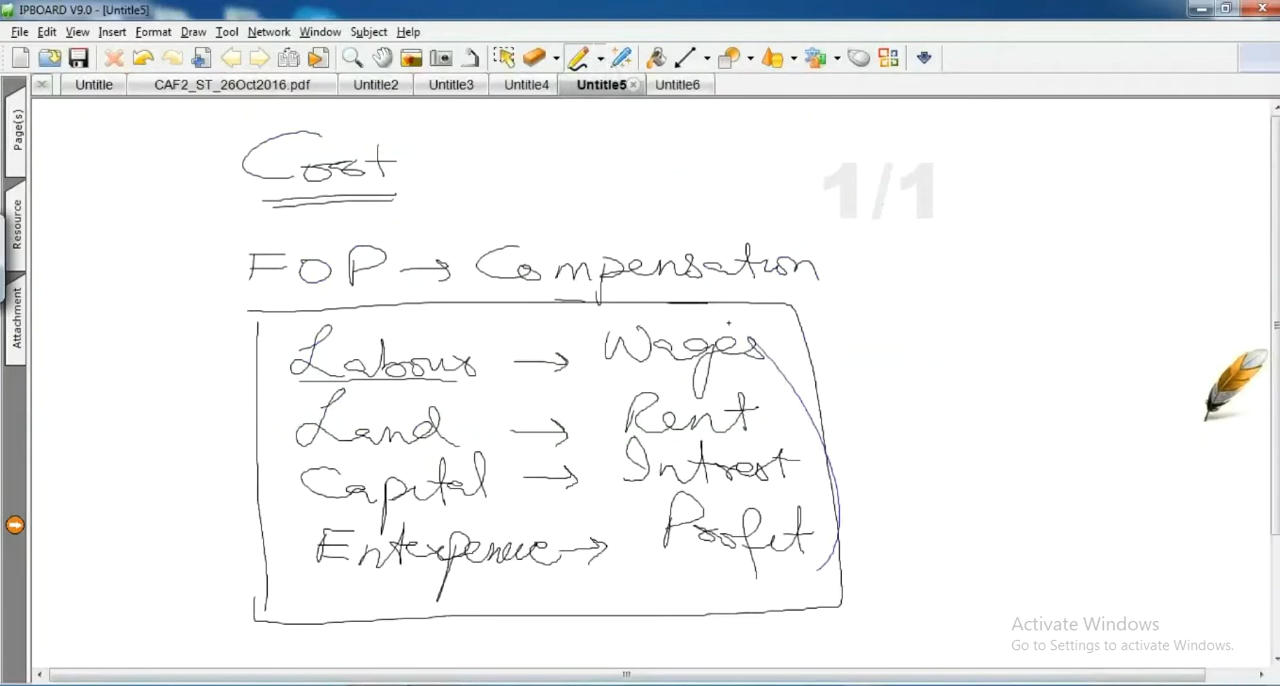 IPBOARD V9.0 - [Untitle5]
File Edit View Insert Format Draw Tool Network Window Subject Help
Untitle CAF2_ST_26Oct2016.pdf Untitle2 Untitle3 Untitle4 Untitle5 Untitle6
Page(s)
Resource
Attachment
1/1
Cost
FOP → Compensation
Labour → Wages
Land → Rent
Capital → Intrest
→ Profit
Activate Windows
Go to Settings to activate Windows.